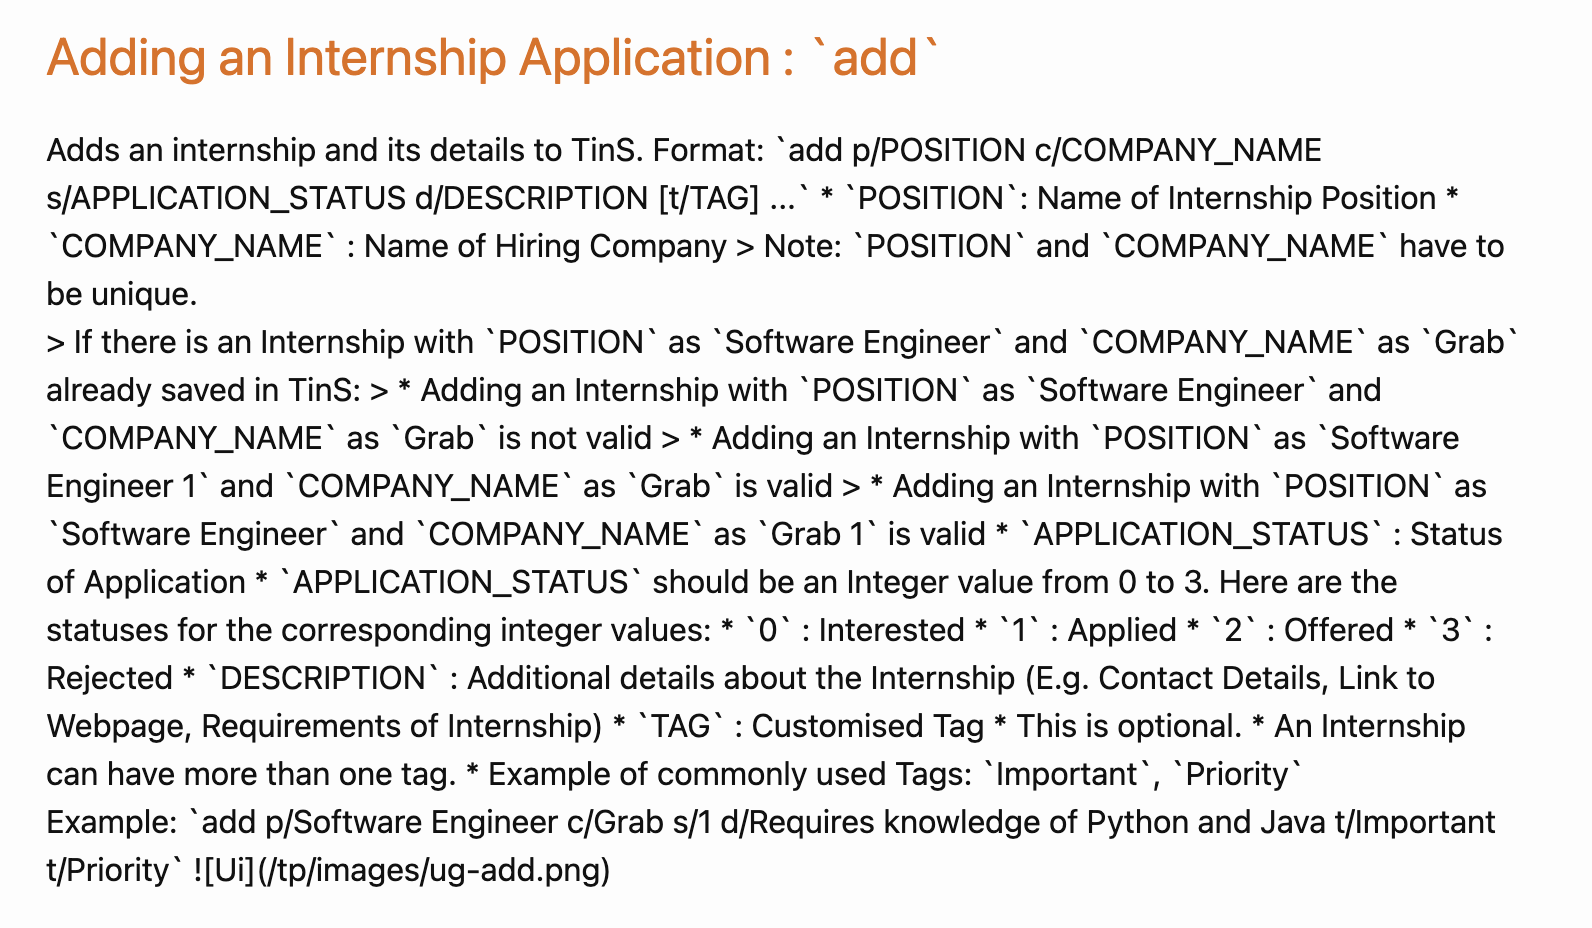 Adding an Internship Application : `add`
Adds an internship and its details to TinS. Format: `add p/POSITION c/COMPANY_NAME
s/APPLICATION_STATUS d/DESCRIPTION [t/TAG] ...` * `POSITION`: Name of Internship Position *
`COMPANY_NAME` : Name of Hiring Company > Note: `POSITION` and `COMPANY_NAME` have to
be unique.
> If there is an Internship with `POSITION` as `Software Engineer` and `COMPANY_NAME` as `Grab`
already saved in TinS: > * Adding an Internship with `POSITION` as `Software Engineer` and
`COMPANY_NAME` as `Grab` is not valid > * Adding an Internship with `POSITION` as `Software
Engineer 1` and `COMPANY_NAME` as `Grab` is valid > * Adding an Internship with `POSITION` as
`Software Engineer` and `COMPANY_NAME` as `Grab 1` is valid * `APPLICATION_STATUS` : Status
of Application * `APPLICATION_STATUS` should be an Integer value from 0 to 3. Here are the
statuses for the corresponding integer values: * `0` : Interested * `1` : Applied * `2` : Offered * `3` :
Rejected * `DESCRIPTION` : Additional details about the Internship (E.g. Contact Details, Link to
Webpage, Requirements of Internship) * `TAG` : Customised Tag * This is optional. * An Internship
can have more than one tag. * Example of commonly used Tags: `Important`, `Priority`
Example: `add p/Software Engineer c/Grab s/1 d/Requires knowledge of Python and Java t/Important
t/Priority` ![Ui](/tp/images/ug-add.png)